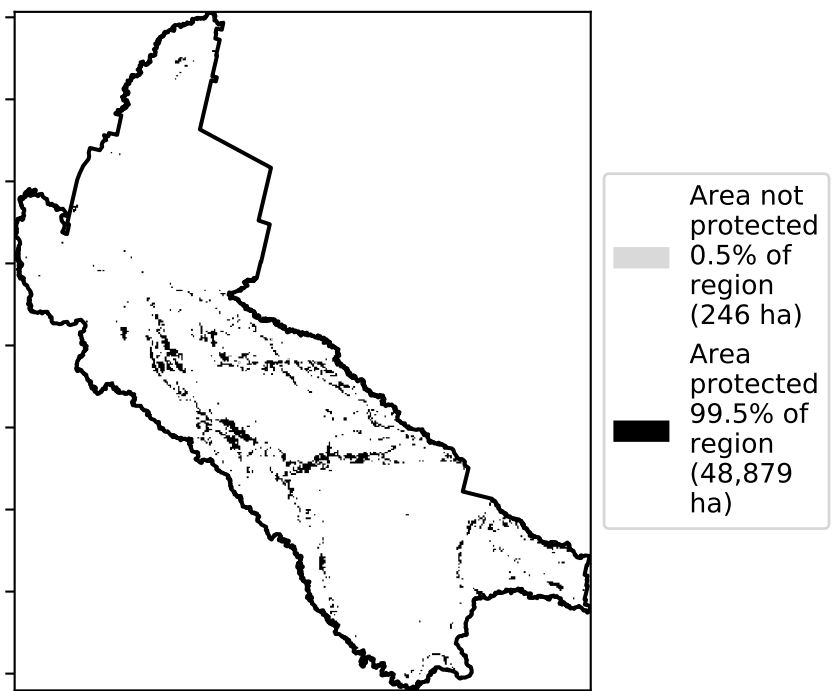 Area not
protected
0.5% of
region
(246 ha)
Area
protected
99.5% of
region
(48,879
ha)